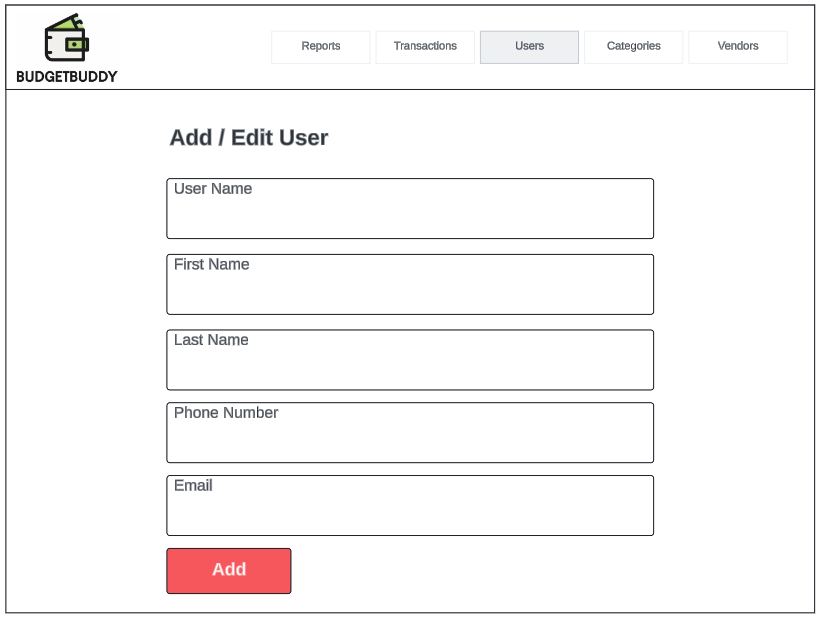 BUDGETBUDDY
Reports
Transactions
Users
Categories
Vendors
Add / Edit User
User Name
First Name
Last Name
Phone Number
Email
Add